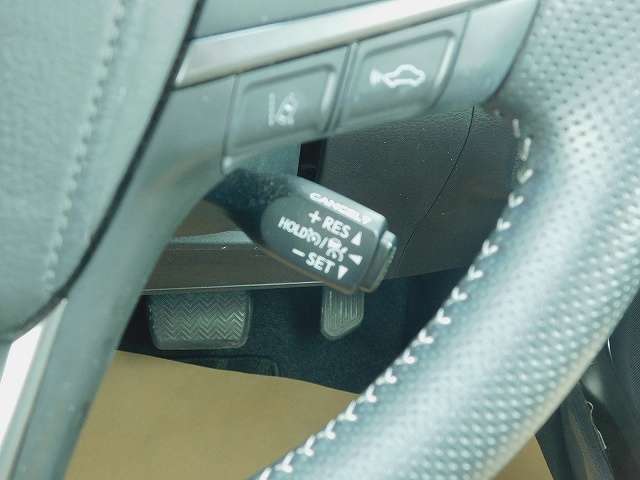 CANCEL
+ RES ▲
HOLD / ◀
− SET ▼